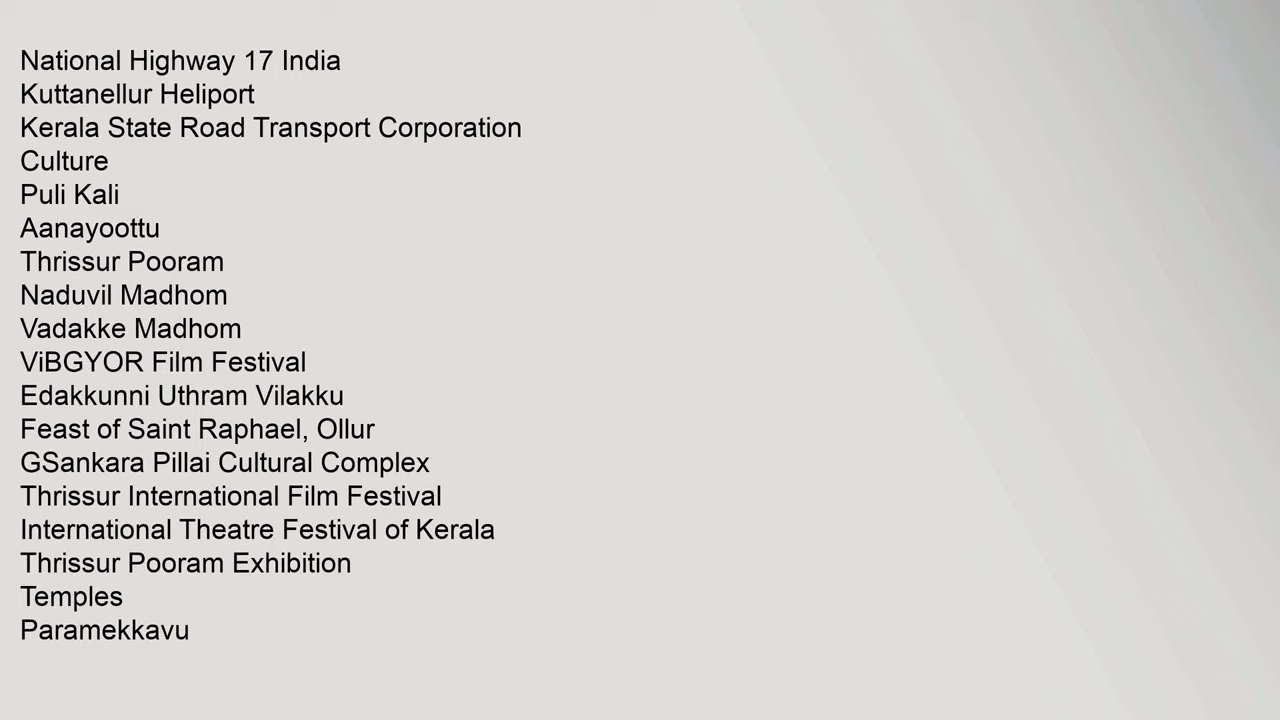 National Highway 17 India
Kuttanellur Heliport
Kerala State Road Transport Corporation
Culture
Puli Kali
Aanayoottu
Thrissur Pooram
Naduvil Madhom
Vadakke Madhom
ViBGYOR Film Festival
Edakkunni Uthram Vilakku
Feast of Saint Raphael, Ollur
GSankara Pillai Cultural Complex
Thrissur International Film Festival
International Theatre Festival of Kerala
Thrissur Pooram Exhibition
Temples
Paramekkavu